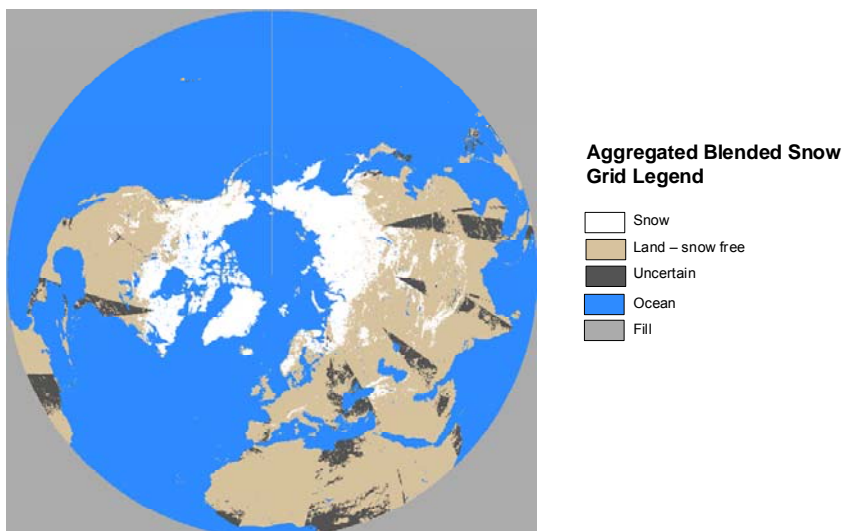 Aggregated Blended Snow
Grid Legend
Snow
Land – snow free
Uncertain
Ocean
Fill